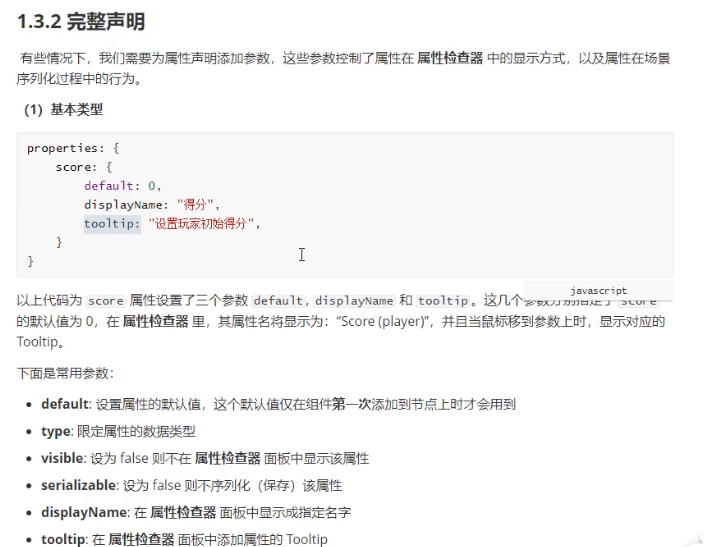 1.3.2 完整声明
有些情况下，我们需要为属性声明添加参数，这些参数控制了属性在 属性检查器 中的显示方式，以及属性在场景
序列化过程中的行为。
（1）基本类型
properties: {
score: {
default: 0,
displayName: "得分",
tooltip: "设置玩家初始得分",
}
}
javascript
以上代码为 score 属性设置了三个参数 default, displayName 和 tooltip。这几个参数分别指定了 score
的默认值为 0，在 属性检查器 里，其属性名将显示为：“Score (player)”，并且当鼠标移到参数上时，显示对应的
Tooltip。
下面是常用参数：
• default: 设置属性的默认值，这个默认值仅在组件第一次添加到节点上时才会用到
• type: 限定属性的数据类型
• visible: 设为 false 则不在 属性检查器 面板中显示该属性
• serializable: 设为 false 则不序列化（保存）该属性
• displayName: 在 属性检查器 面板中显示成指定名字
• tooltip: 在 属性检查器 面板中添加属性的 Tooltip